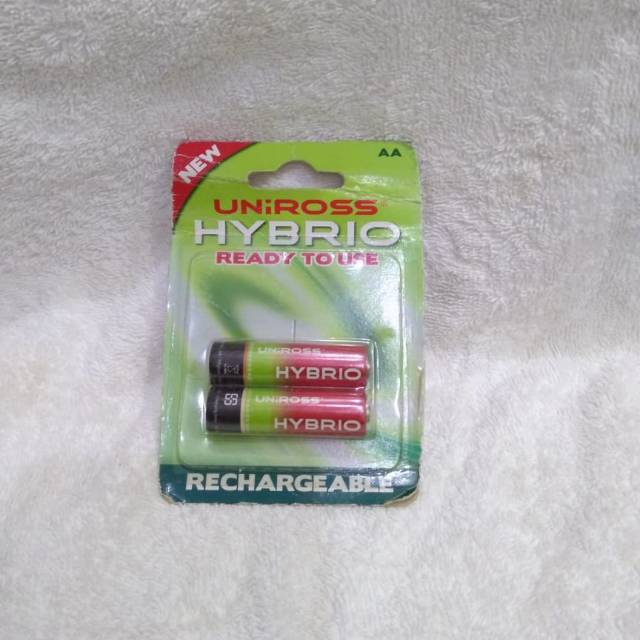 NEW
AA
UNiROSS
HYBRIO
READY TO USE
UNiROSS
HYBRIO
UNiROSS
HYBRIO
RECHARGEABLE